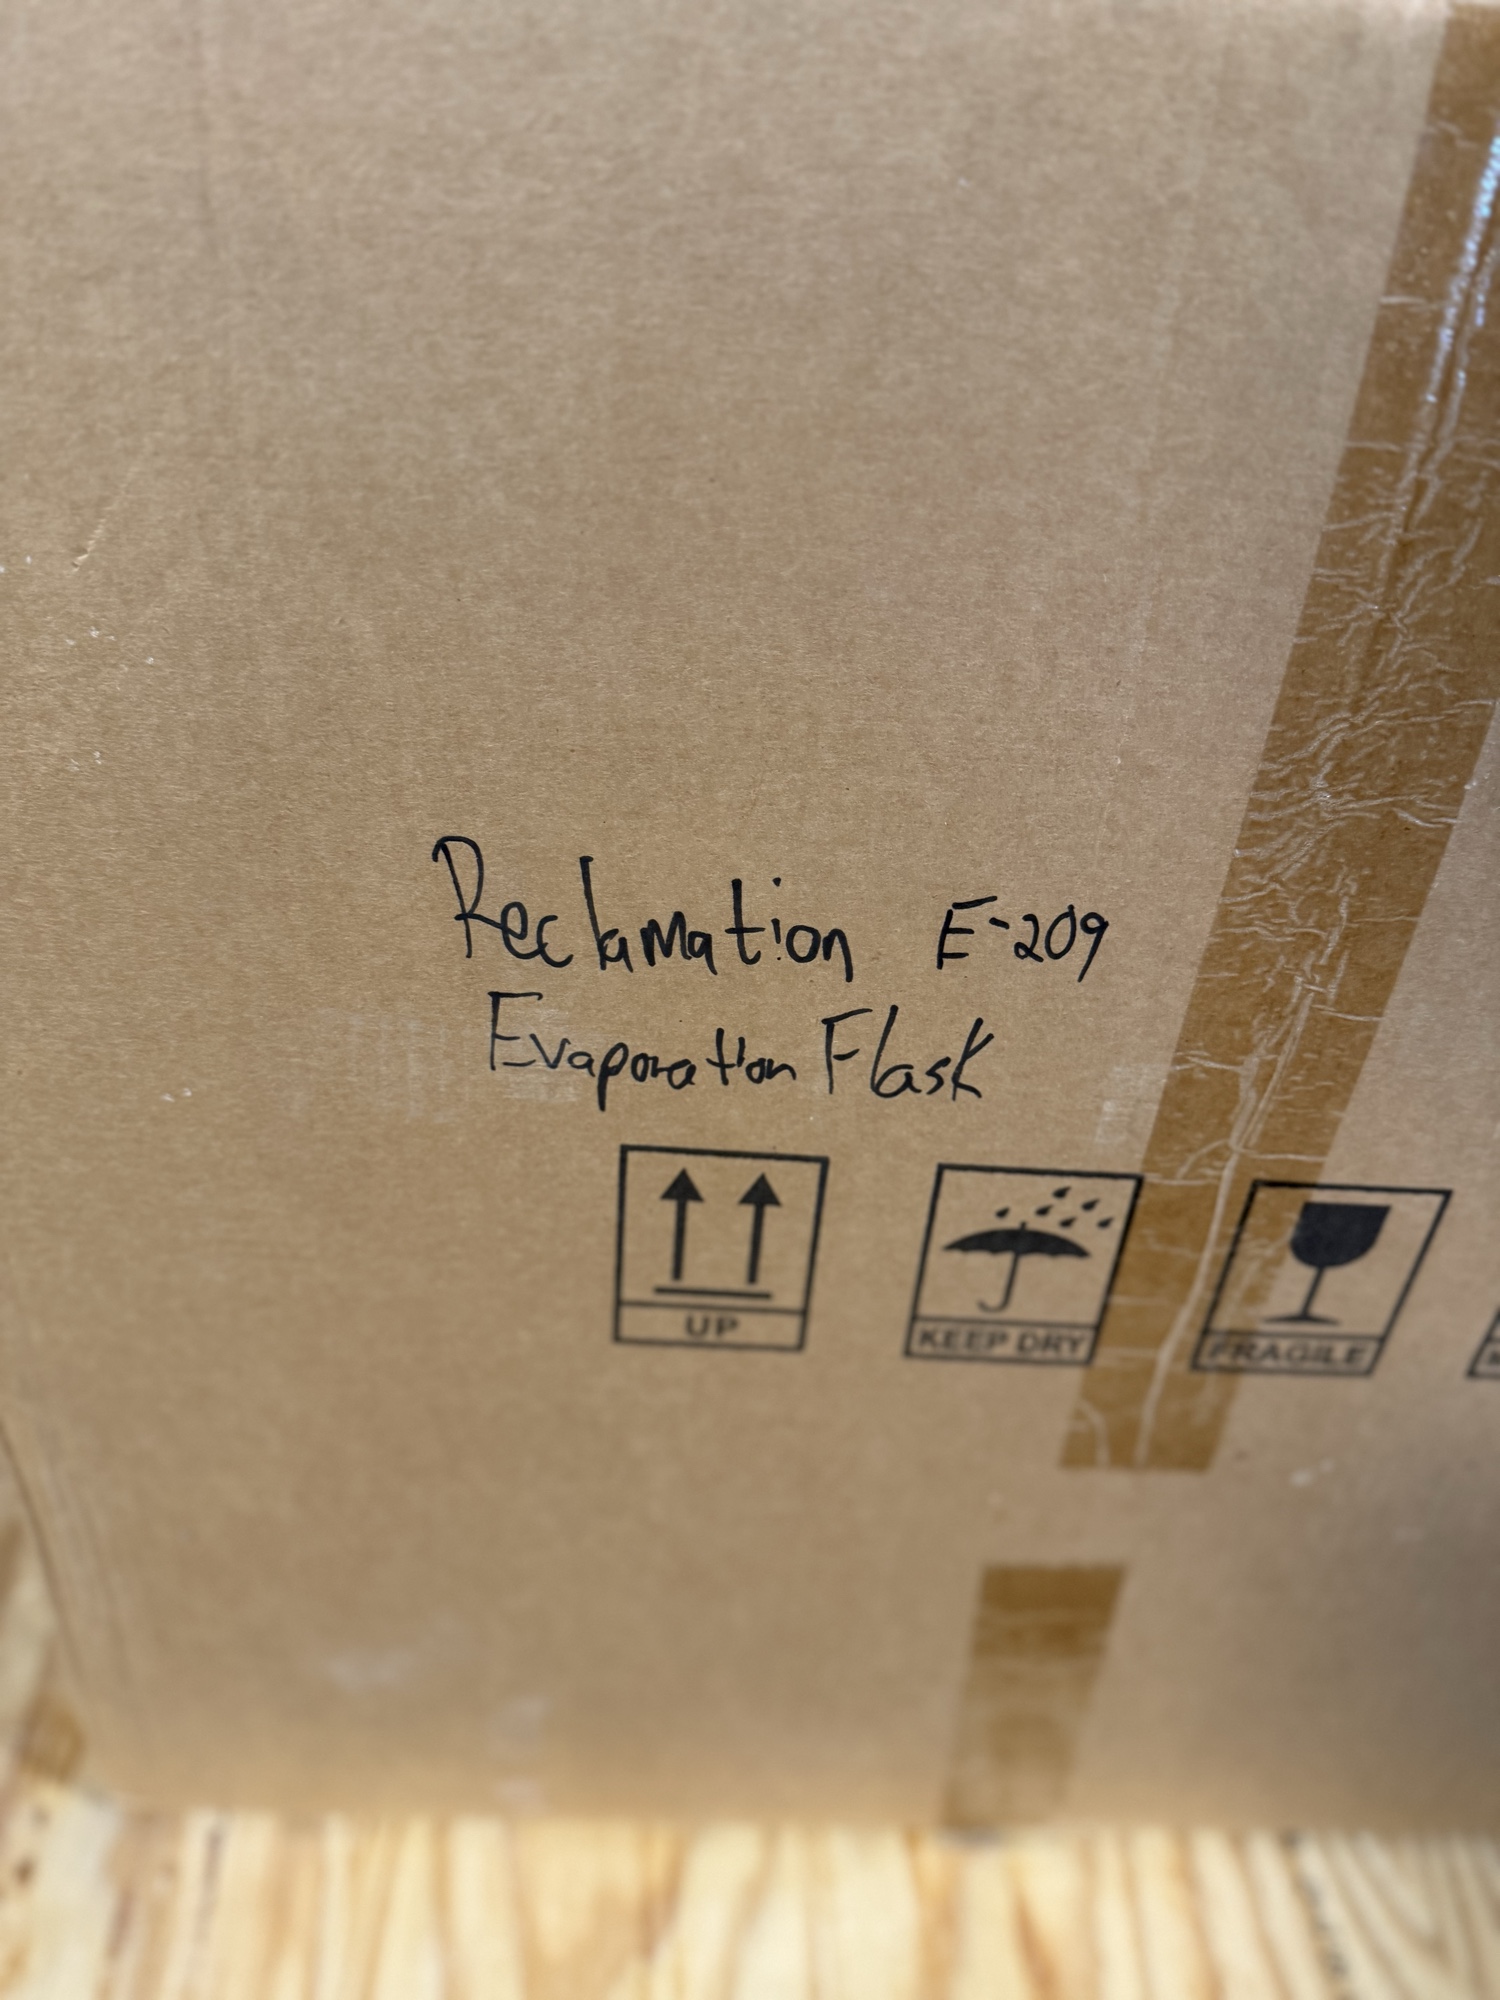 Reclamation E-209
Evaporation Flask
UP
KEEP DRY
FRAGILE